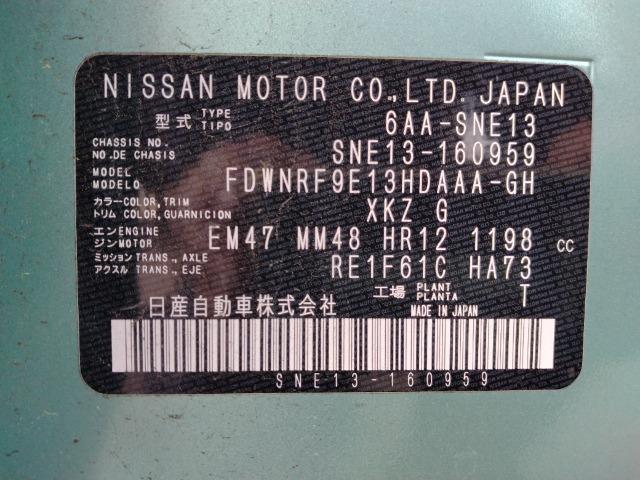 NISSAN MOTOR CO.,LTD. JAPAN
型式 TYPE TIPO 6AA-SNE13
CHASSIS NO. NO.DE CHASIS SNE13-160959
MODEL MODELO FDWNRF9E13HDAAA-GH
カラー COLOR, TRIM トリム COLOR, GUARNICION XKZ G
エンジン ENGINE MOTOR EM47 MM48 HR12 1198 cc
ミッション TRANS., AXLE アクスル TRANS., EJE RE1F61C HA73
工場 PLANT PLANTA T
日産自動車株式会社 MADE IN JAPAN
SNE13-160959